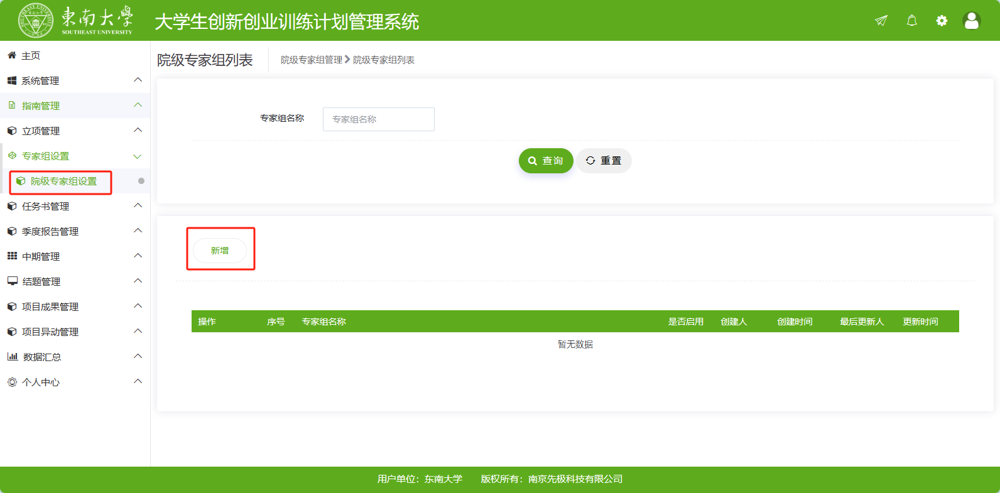 東南大學
SOUTHEAST UNIVERSITY
大学生创新创业训练计划管理系统
主页
系统管理
指南管理
立项管理
专家组设置
院级专家组设置
任务书管理
季度报告管理
中期管理
结题管理
项目成果管理
项目异动管理
数据汇总
个人中心
院级专家组列表
院级专家组管理 院级专家组列表
专家组名称 专家组名称
查询 重置
新增
操作 序号 专家组名称 是否启用 创建人 创建时间 最后更新人 更新时间
暂无数据
用户单位：东南大学 版权所有：南京先极科技有限公司